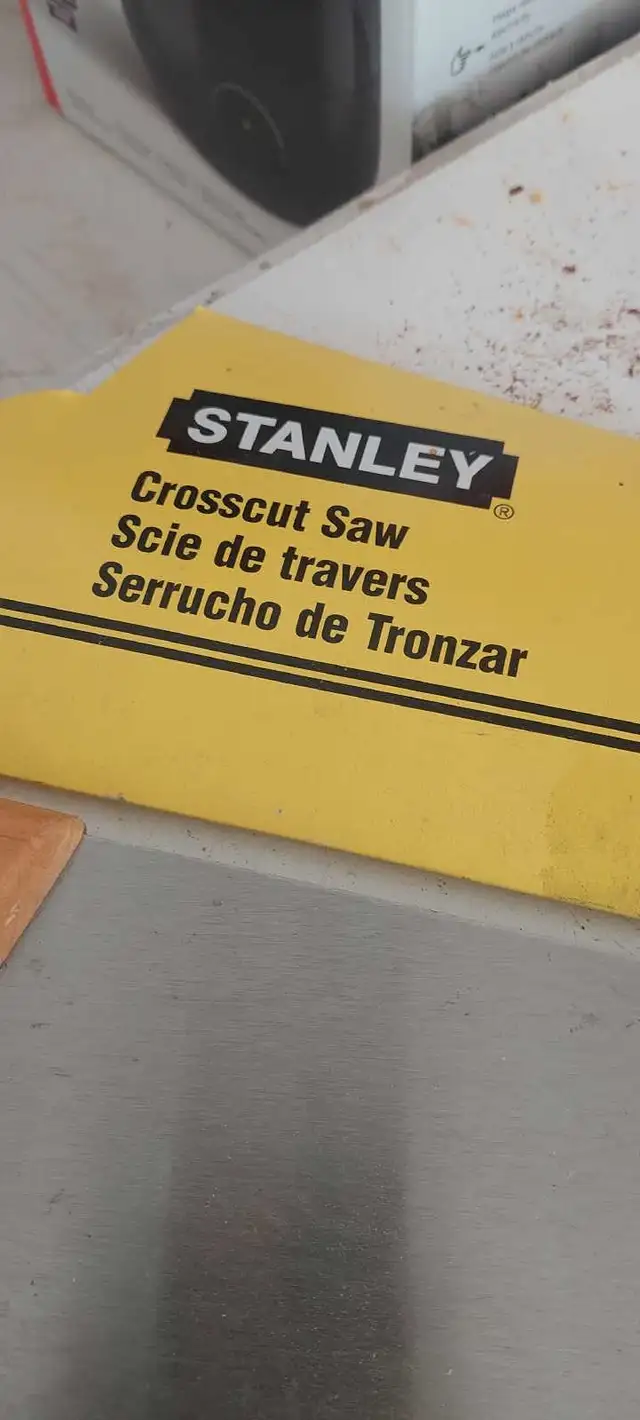 STANLEY
®
Crosscut Saw
Scie de travers
Serrucho de Tronzar